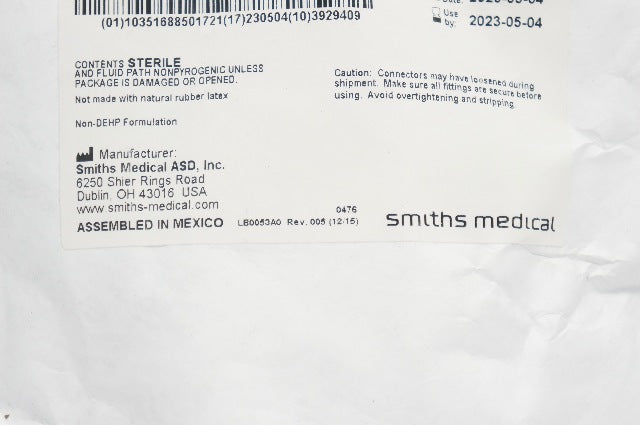 (01)10351688501721(17)230504(10)3929409
Use
by: 2023-05-04
CONTENTS STERILE
AND FLUID PATH NONPYROGENIC UNLESS
PACKAGE IS DAMAGED OR OPENED.
Not made with natural rubber latex
Non-DEHP Formulation
Caution: Connectors may have loosened during
shipment. Make sure all fittings are secure before
using. Avoid overtightening and stripping.
Manufacturer:
Smiths Medical ASD, Inc.
6250 Shier Rings Road
Dublin, OH 43016 USA
www.smiths-medical.com
ASSEMBLED IN MEXICO
LB0053A0 Rev. 005 (12/15)
0476
smiths medical